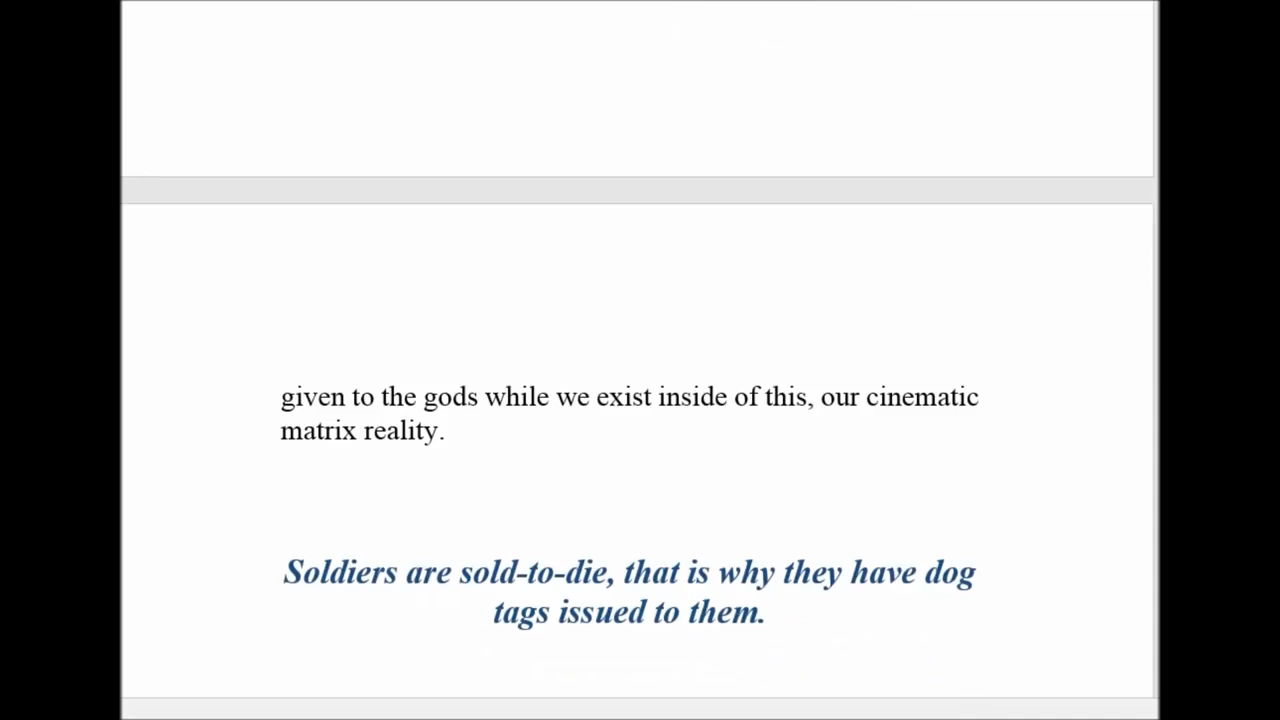 given to the gods while we exist inside of this, our cinematic
matrix reality.
Soldiers are sold-to-die, that is why they have dog
tags issued to them.